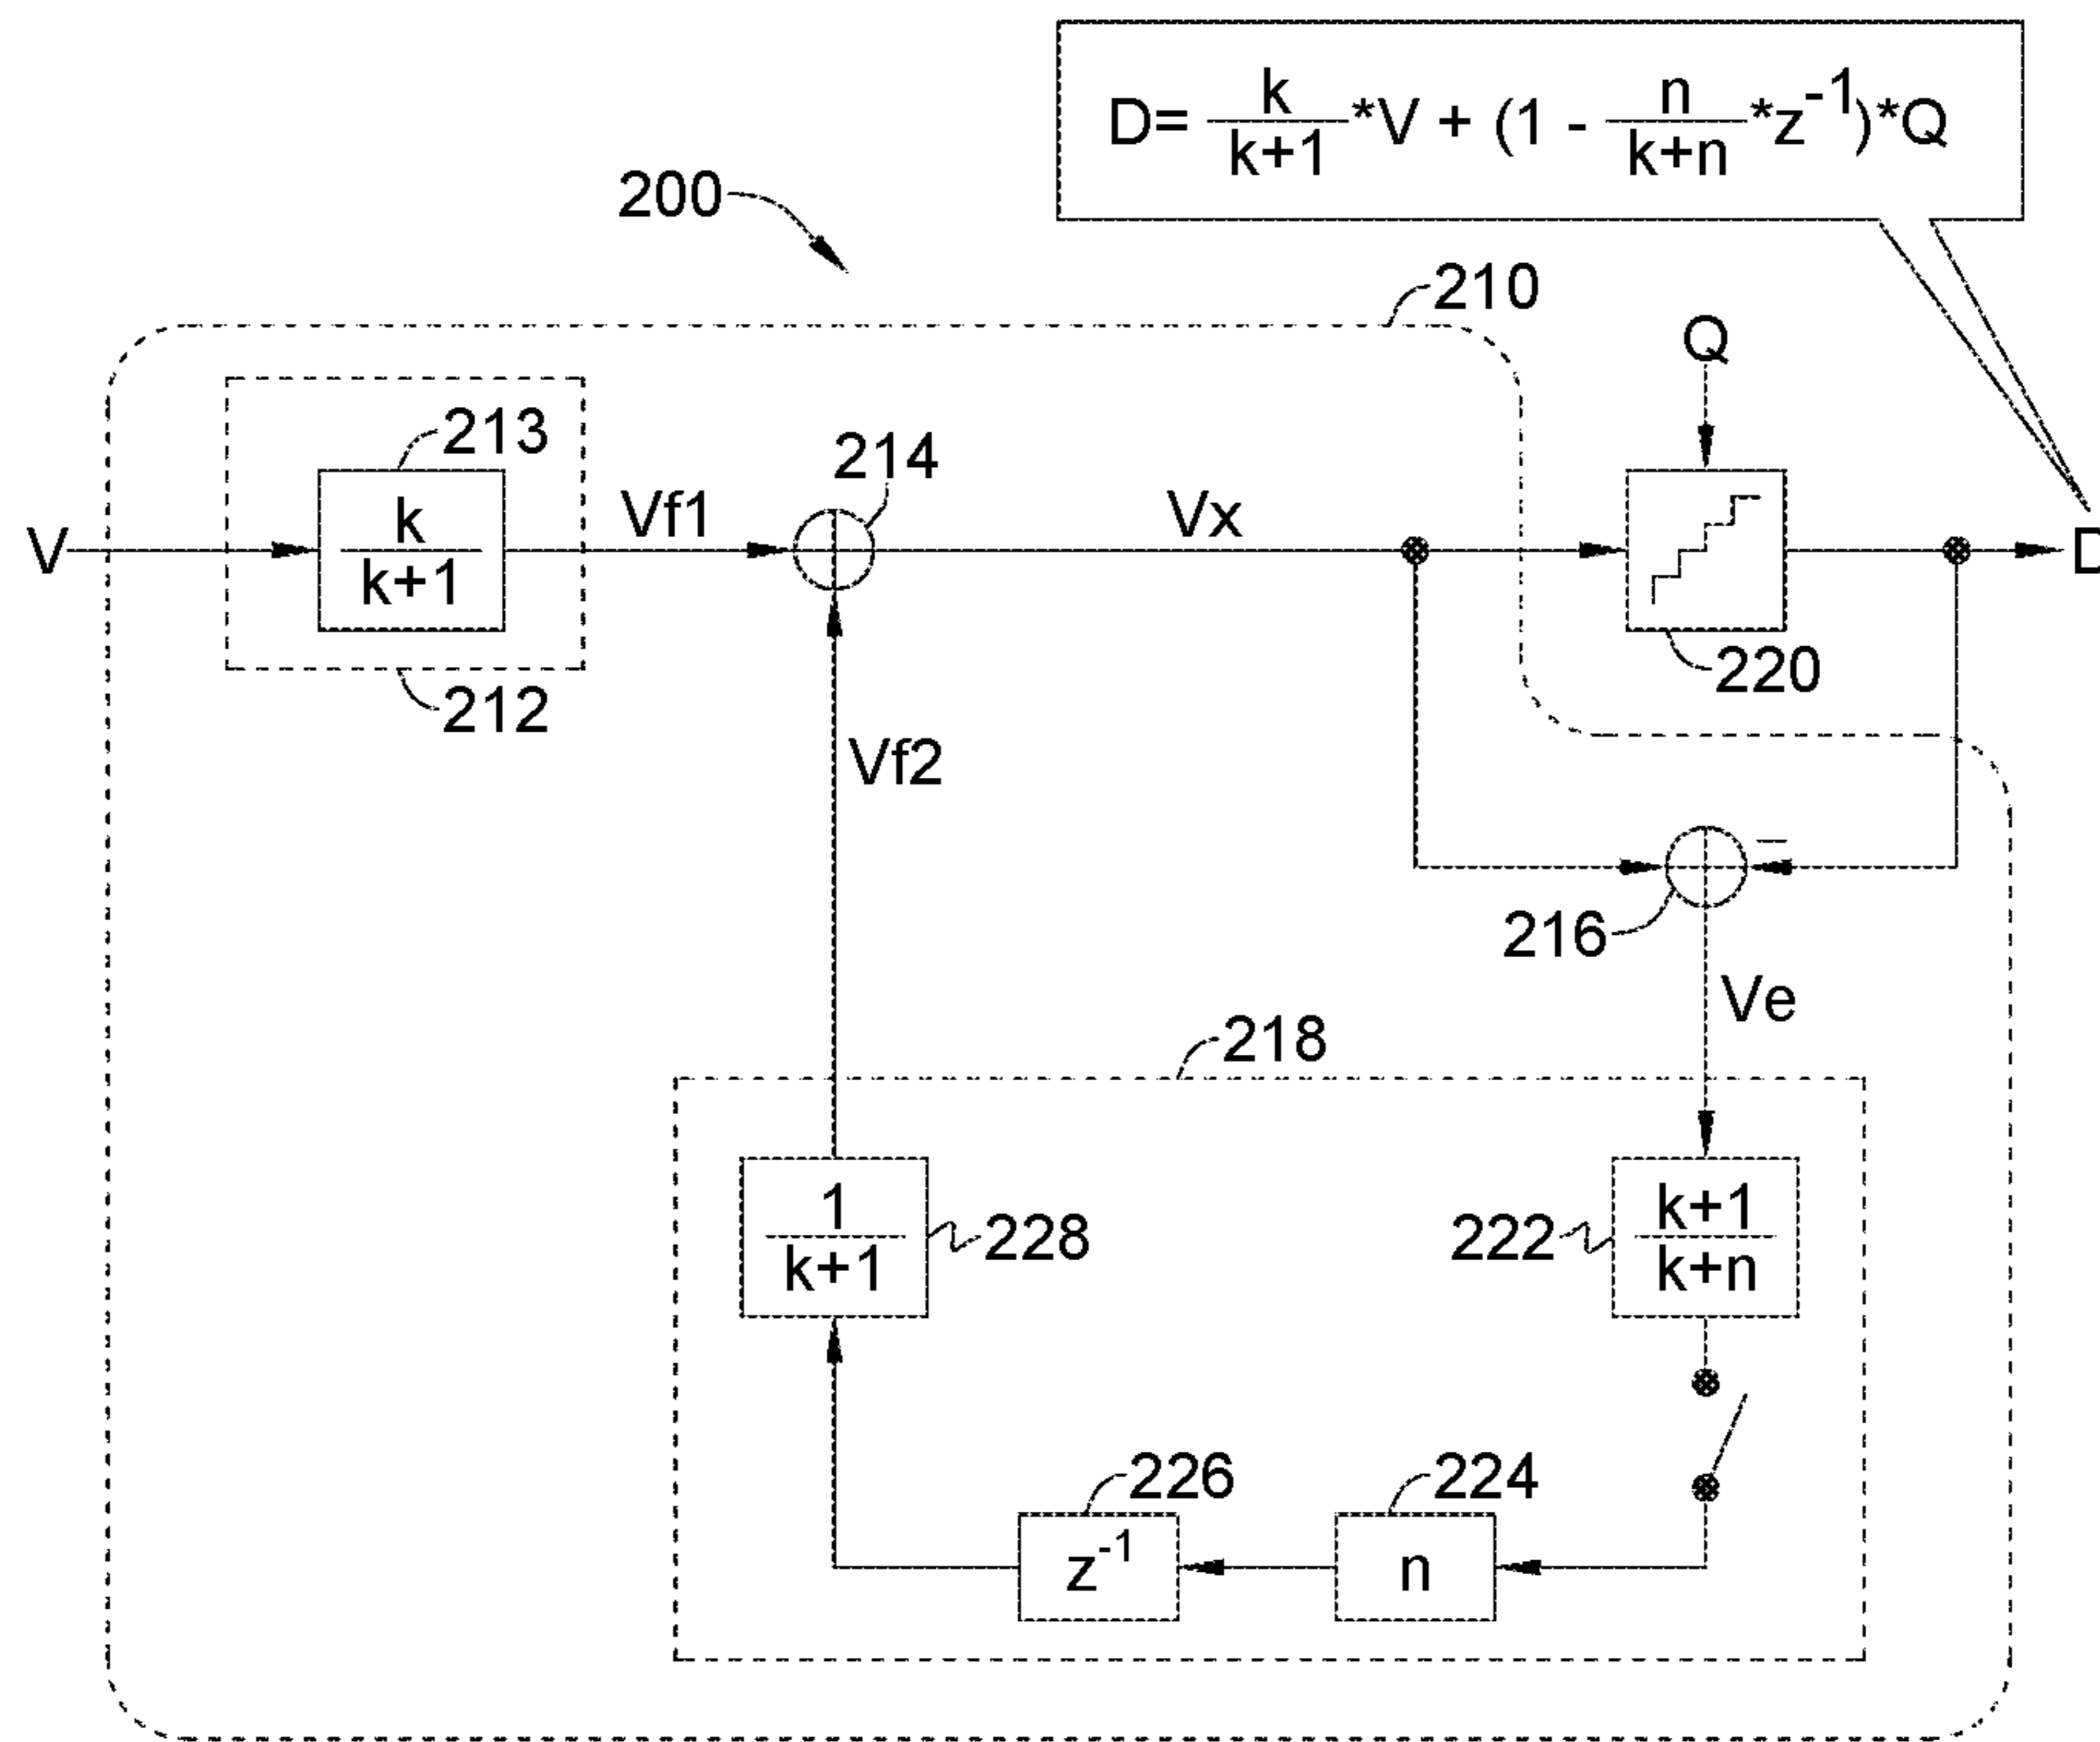 D= k/k+1 *V + (1 - n/k+n *z⁻¹)*Q
200
210
Q
213
214
V
k/k+1
Vf1
Vx
D
212
220
Vf2
216
Ve
218
1/k+1
228
222
k+1/k+n
226
224
z⁻¹
n